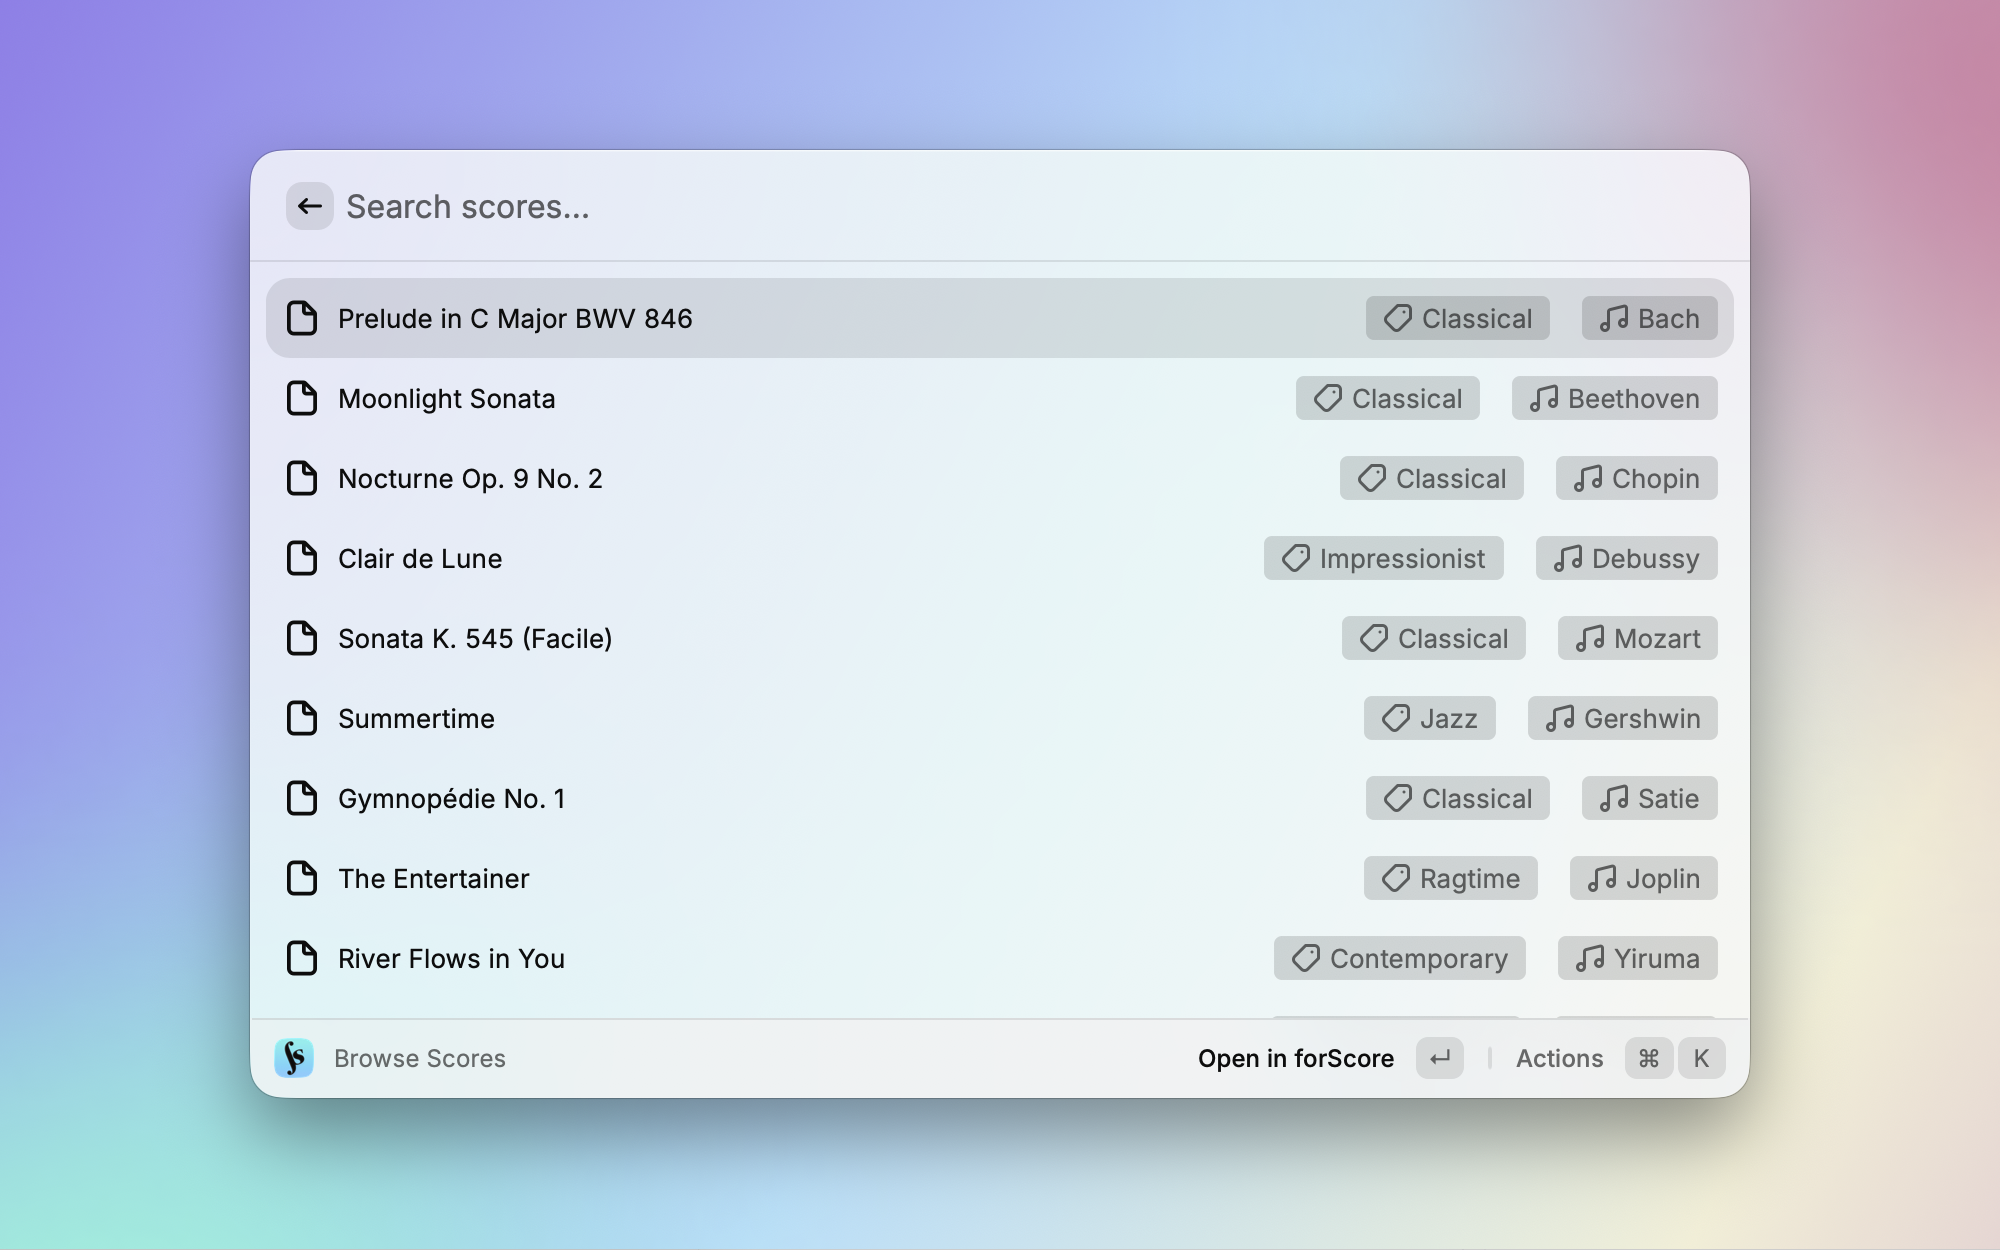 Search scores...
Prelude in C Major BWV 846 Classical Bach
Moonlight Sonata Classical Beethoven
Nocturne Op. 9 No. 2 Classical Chopin
Clair de Lune Impressionist Debussy
Sonata K. 545 (Facile) Classical Mozart
Summertime Jazz Gershwin
Gymnopédie No. 1 Classical Satie
The Entertainer Ragtime Joplin
River Flows in You Contemporary Yiruma
fs Browse Scores Open in forScore ↵ Actions ⌘ K